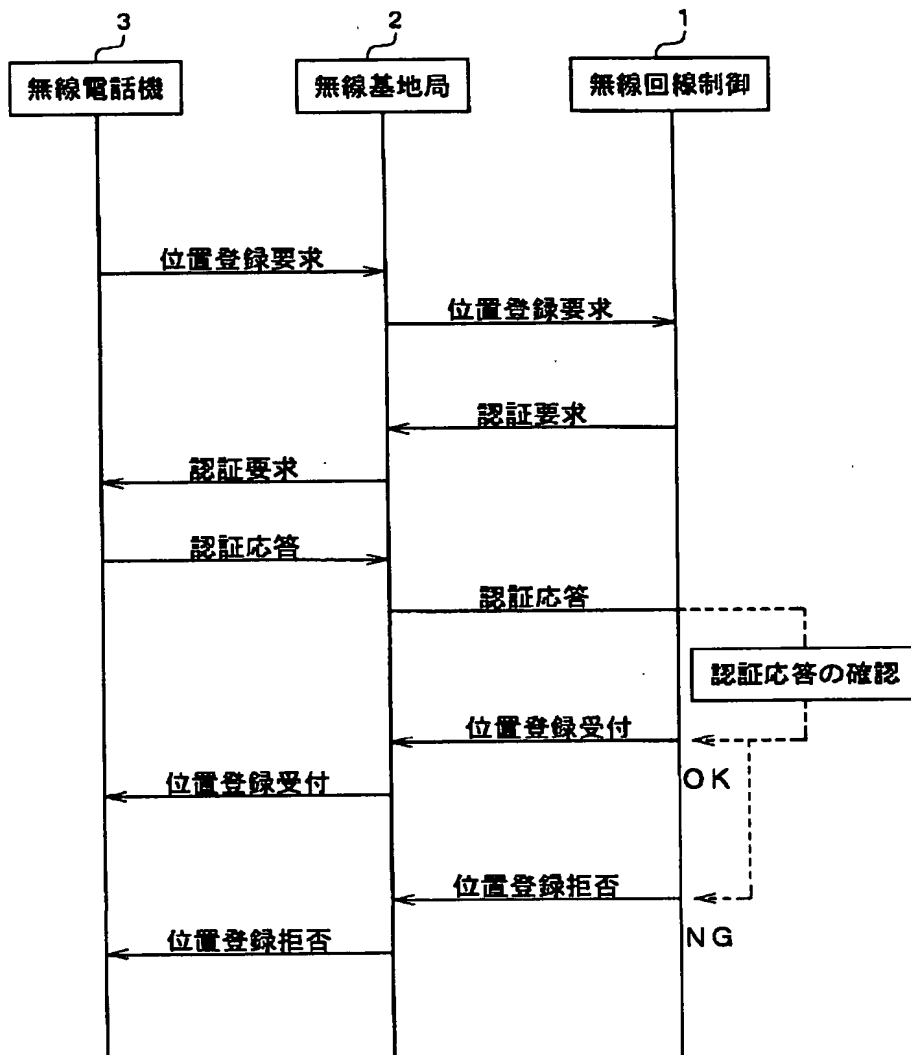 3
2
1
無線電話機
無線基地局
無線回線制御
位置登録要求
位置登録要求
認証要求
認証要求
認証応答
認証応答
認証応答の確認
位置登録受付
OK
位置登録受付
位置登録拒否
NG
位置登録拒否